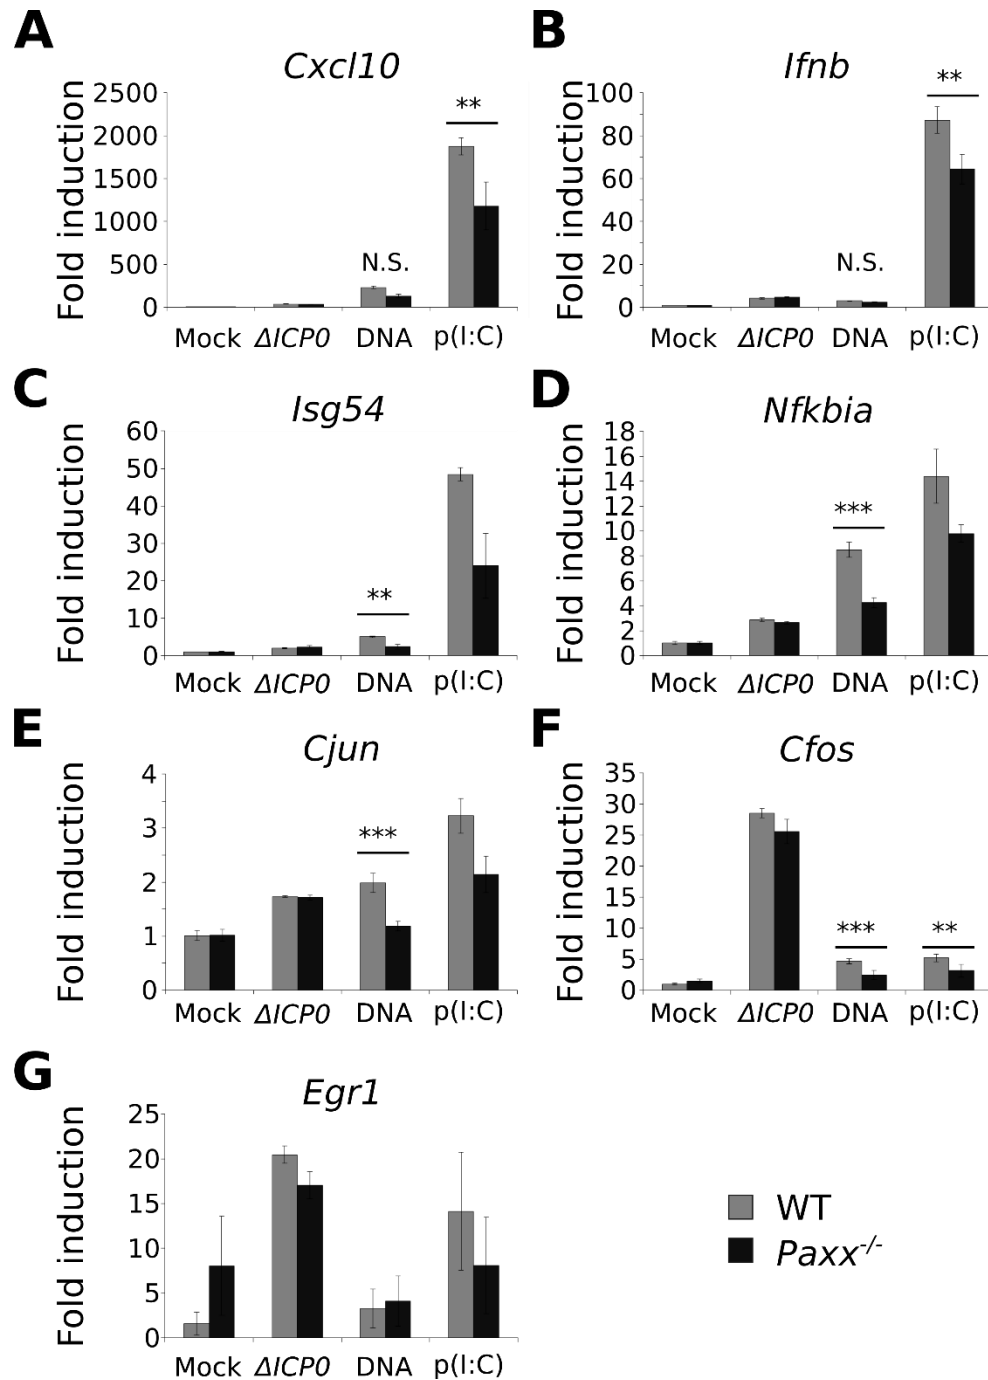 A
Cxcl10
Fold induction
2500
2000
1500
1000
500
0
**
N.S.
Mock ΔICP0 DNA p(I:C)
B
Ifnb
Fold induction
100
80
60
40
20
0
**
N.S.
Mock ΔICP0 DNA p(I:C)
C
Isg54
Fold induction
60
50
40
30
20
10
0
**
Mock ΔICP0 DNA p(I:C)
D
Nfkbia
Fold induction
18
16
14
12
10
8
6
4
2
0
***
Mock ΔICP0 DNA p(I:C)
E
Cjun
Fold induction
4
3
2
1
0
***
Mock ΔICP0 DNA p(I:C)
F
Cfos
Fold induction
35
30
25
20
15
10
5
0
*** **
Mock ΔICP0 DNA p(I:C)
G
Egr1
Fold induction
25
20
15
10
5
0
Mock ΔICP0 DNA p(I:C)
WT
Paxx-/-